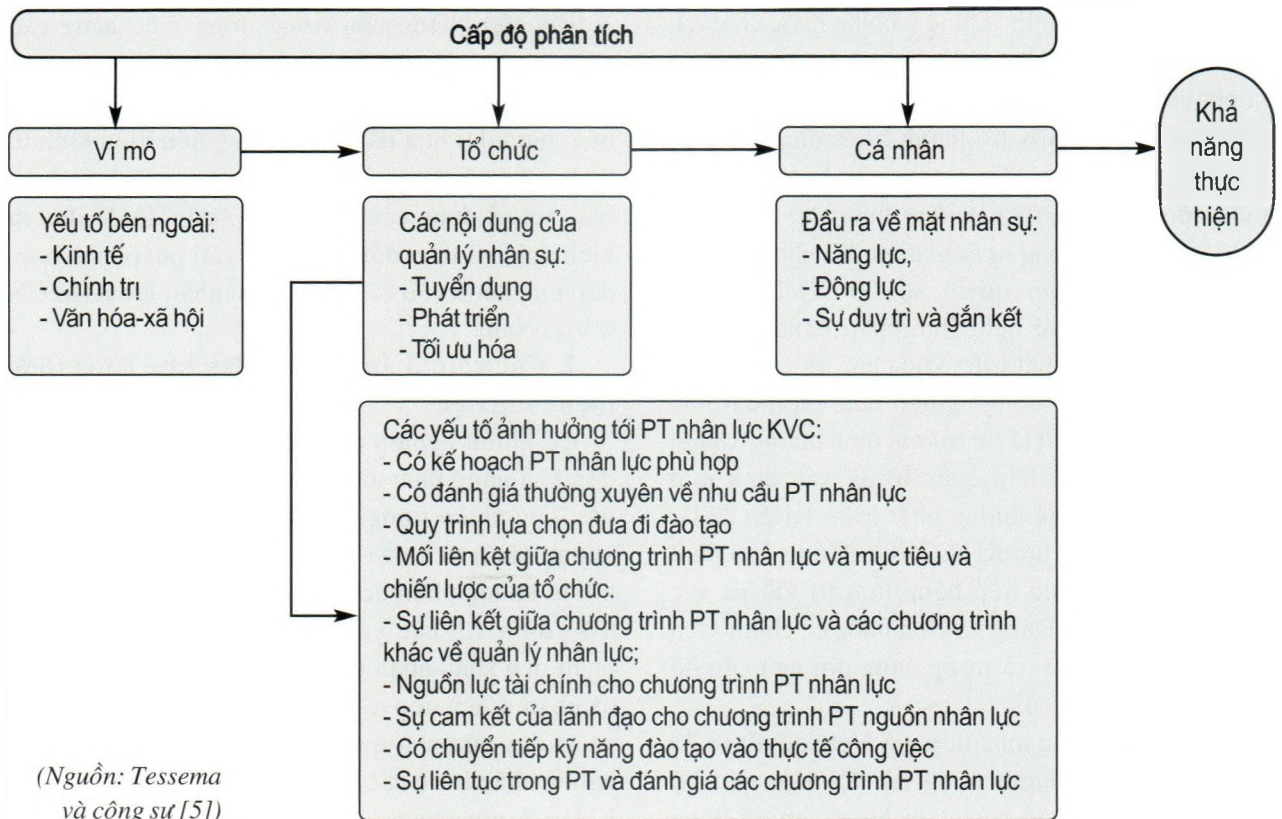 Cấp độ phân tích
Vĩ mô
Tổ chức
Cá nhân
Khả
năng
thực
hiện
Yếu tố bên ngoài:
- Kinh tế
- Chính trị
- Văn hóa-xã hội
Các nội dung của
quản lý nhân sự:
- Tuyển dụng
- Phát triển
- Tối ưu hóa
Đầu ra về mặt nhân sự:
- Năng lực,
- Động lực
- Sự duy trì và gắn kết
Các yếu tố ảnh hưởng tới PT nhân lực KVC:
- Có kế hoạch PT nhân lực phù hợp
- Có đánh giá thường xuyên về nhu cầu PT nhân lực
- Quy trình lựa chọn đưa đi đào tạo
- Mối liên kệt giữa chương trình PT nhân lực và mục tiêu và
chiến lược của tổ chức.
- Sự liên kết giữa chương trình PT nhân lực và các chương trình
khác về quản lý nhân lực;
- Nguồn lực tài chính cho chương trình PT nhân lực
- Sự cam kết của lãnh đạo cho chương trình PT nguồn nhân lực
- Có chuyển tiếp kỹ năng đào tạo vào thực tế công việc
- Sự liên tục trong PT và đánh giá các chương trình PT nhân lực
(Nguồn: Tessema
và cộng sự [5])